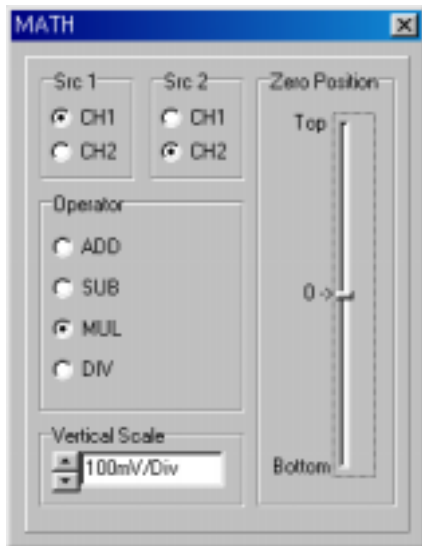 MATH
Src 1
CH1
CH2
Src 2
CH1
CH2
Operator
ADD
SUB
MUL
DIV
Vertical Scale
100mV/Div
Zero Position
Top
0 ->
Bottom